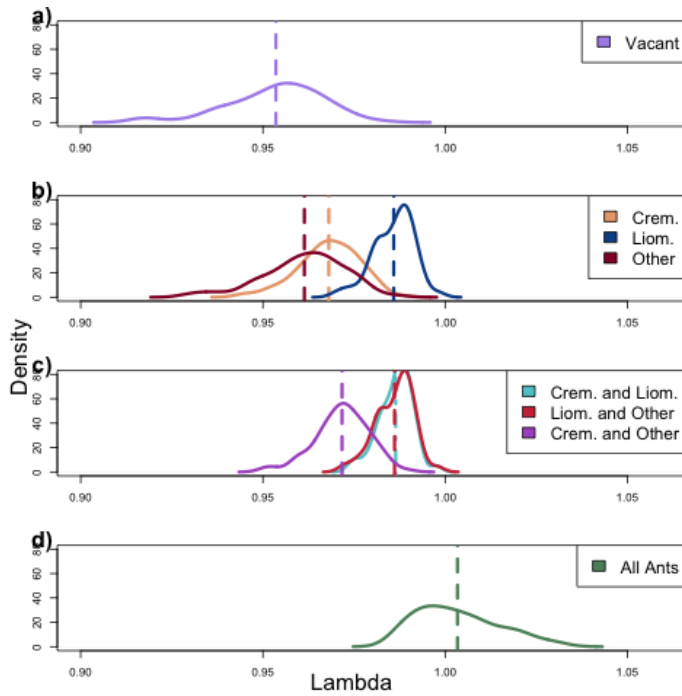 a)
80
60
40
20
0
Vacant
0.90 0.95 1.00 1.05
b)
80
60
40
20
0
Crem.
Liom.
Other
0.90 0.95 1.00 1.05
Density
c)
80
60
40
20
0
Crem. and Liom.
Liom. and Other
Crem. and Other
0.90 0.95 1.00 1.05
d)
80
60
40
20
0
All Ants
0.90 0.95 1.00 1.05
Lambda